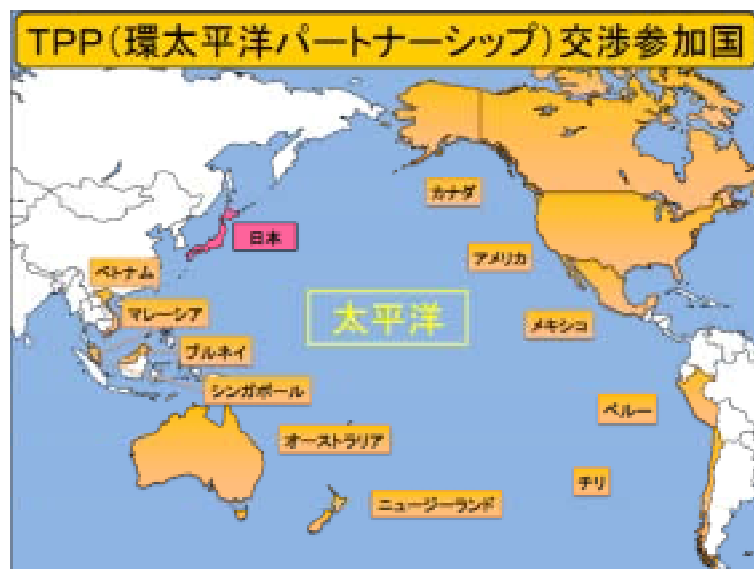 TPP(環太平洋パートナーシップ)交渉参加国
カナダ
日本
アメリカ
ベトナム
マレーシア
太平洋
メキシコ
ブルネイ
シンガポール
ペルー
オーストラリア
チリ
ニュージーランド